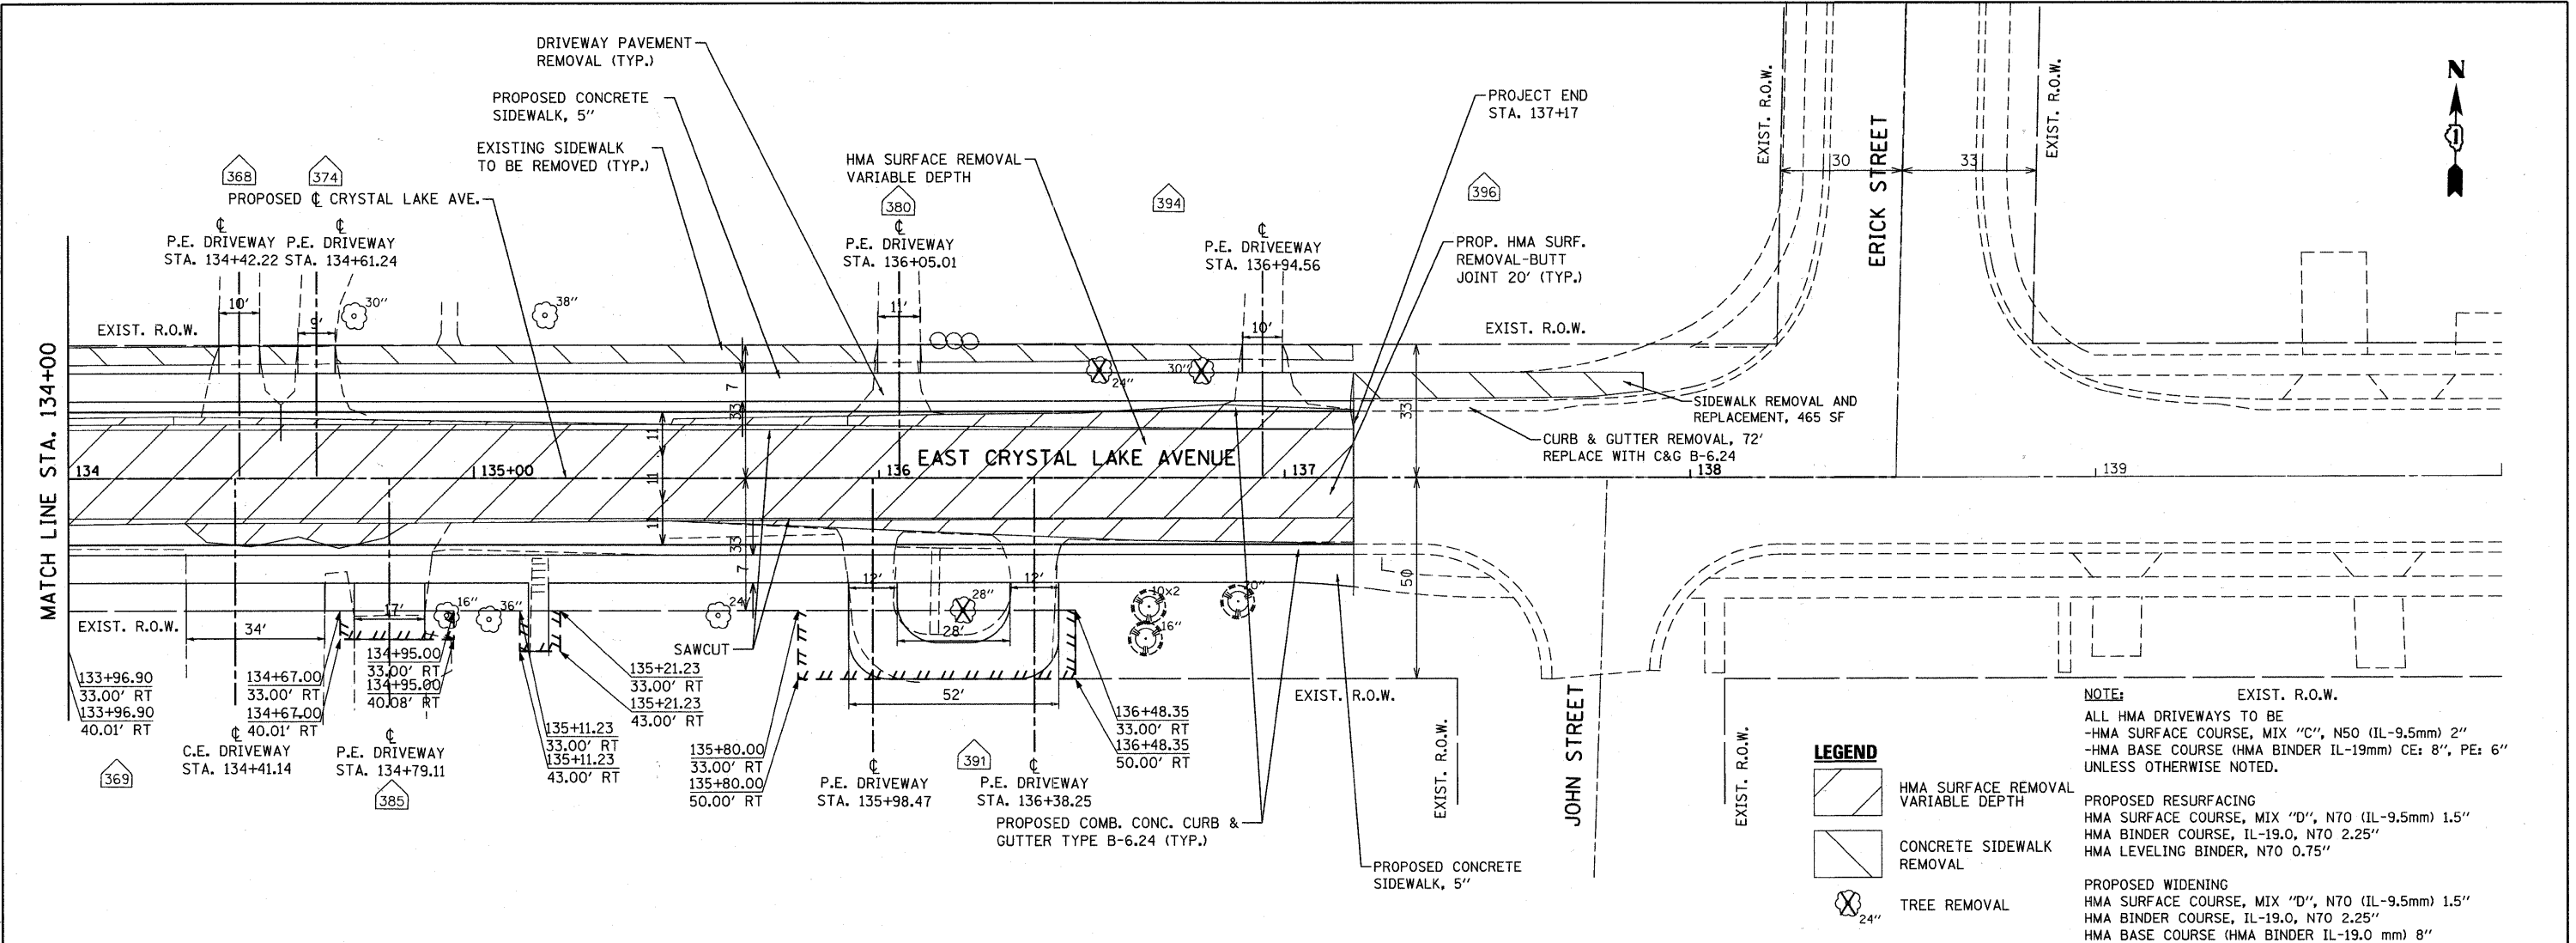 DRIVEWAY PAVEMENT
REMOVAL (TYP.)
PROPOSED CONCRETE
SIDEWALK, 5"
EXISTING SIDEWALK
TO BE REMOVED (TYP.)
HMA SURFACE REMOVAL
VARIABLE DEPTH
PROJECT END
STA. 137+17
N
1
EXIST. R.O.W.
ERICK STREET
EXIST. R.O.W.
30
33
368
374
380
394
396
PROPOSED ℄ CRYSTAL LAKE AVE.
℄
P.E. DRIVEWAY
STA. 134+42.22
℄
P.E. DRIVEWAY
STA. 134+61.24
℄
P.E. DRIVEWAY
STA. 136+05.01
℄
P.E. DRIVEEWAY
STA. 136+94.56
PROP. HMA SURF.
REMOVAL-BUTT
JOINT 20' (TYP.)
10'
9'
30"
38"
11'
10'
EXIST. R.O.W.
EXIST. R.O.W.
24"
30"
7
33
33
SIDEWALK REMOVAL AND
REPLACEMENT, 465 SF
CURB & GUTTER REMOVAL, 72'
REPLACE WITH C&G B-6.24
MATCH LINE STA. 134+00
11
11
11
EAST CRYSTAL LAKE AVENUE
134
135+00
136
137
138
139
33
7
50
12'
12'
28"
28'
52'
10x2
20"
16"
17'
16"
36"
24"
34'
EXIST. R.O.W.
SAWCUT
133+96.90
33.00' RT
133+96.90
40.01' RT
134+67.00
33.00' RT
134+67.00
40.01' RT
134+95.00
33.00' RT
134+95.00
40.08' RT
135+11.23
33.00' RT
135+11.23
43.00' RT
135+21.23
33.00' RT
135+21.23
43.00' RT
135+80.00
33.00' RT
135+80.00
50.00' RT
136+48.35
33.00' RT
136+48.35
50.00' RT
℄
C.E. DRIVEWAY
STA. 134+41.14
℄
P.E. DRIVEWAY
STA. 134+79.11
℄
P.E. DRIVEWAY
STA. 135+98.47
℄
P.E. DRIVEWAY
STA. 136+38.25
369
385
391
PROPOSED COMB. CONC. CURB &
GUTTER TYPE B-6.24 (TYP.)
PROPOSED CONCRETE
SIDEWALK, 5"
EXIST. R.O.W.
EXIST. R.O.W.
JOHN STREET
EXIST. R.O.W.
EXIST. R.O.W.
LEGEND
HMA SURFACE REMOVAL
VARIABLE DEPTH
CONCRETE SIDEWALK
REMOVAL
24"
TREE REMOVAL
NOTE:
ALL HMA DRIVEWAYS TO BE
-HMA SURFACE COURSE, MIX "C", N50 (IL-9.5mm) 2"
-HMA BASE COURSE (HMA BINDER IL-19mm) CE: 8", PE: 6"
UNLESS OTHERWISE NOTED.
PROPOSED RESURFACING
HMA SURFACE COURSE, MIX "D", N70 (IL-9.5mm) 1.5"
HMA BINDER COURSE, IL-19.0, N70 2.25"
HMA LEVELING BINDER, N70 0.75"
PROPOSED WIDENING
HMA SURFACE COURSE, MIX "D", N70 (IL-9.5mm) 1.5"
HMA BINDER COURSE, IL-19.0, N70 2.25"
HMA BASE COURSE (HMA BINDER IL-19.0 mm) 8"